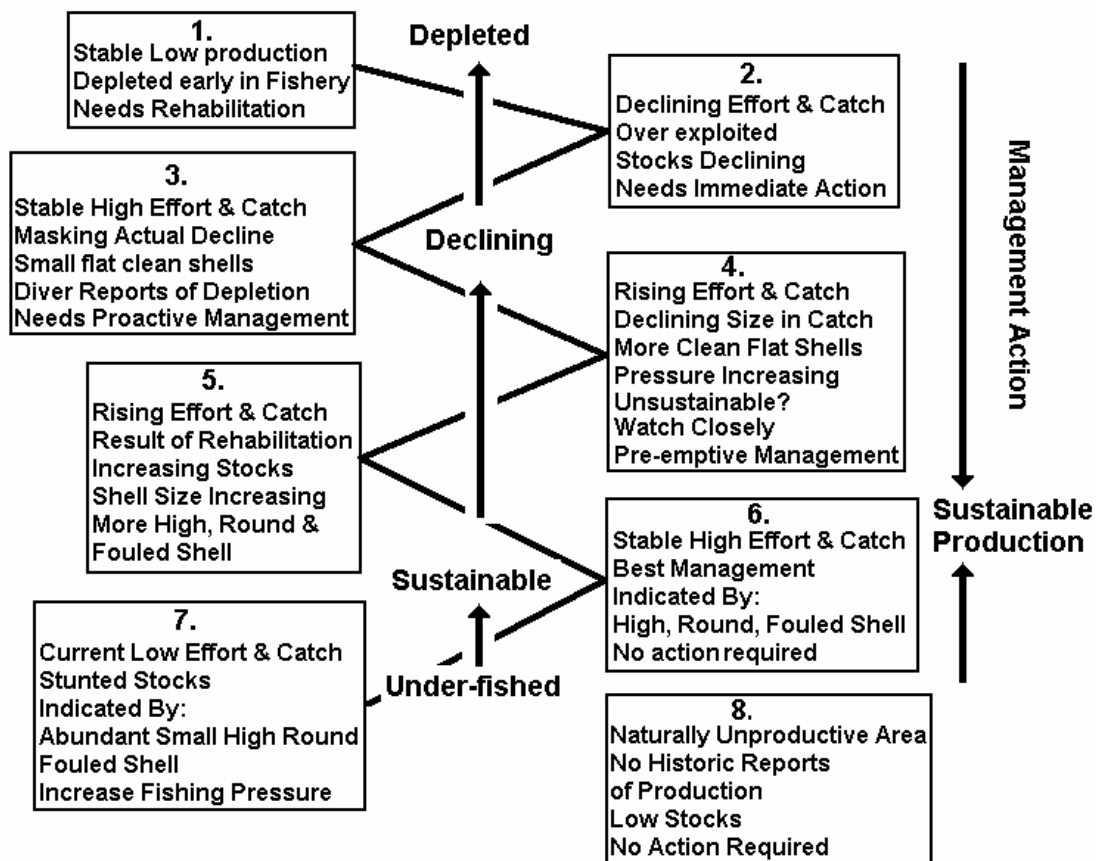 1.
Stable Low production
Depleted early in Fishery
Needs Rehabilitation
Depleted
2.
Declining Effort & Catch
Over exploited
Stocks Declining
Needs Immediate Action
3.
Stable High Effort & Catch
Masking Actual Decline
Small flat clean shells
Diver Reports of Depletion
Needs Proactive Management
Declining
4.
Rising Effort & Catch
Declining Size in Catch
More Clean Flat Shells
Pressure Increasing
Unsustainable?
Watch Closely
Pre-emptive Management
Management Action
5.
Rising Effort & Catch
Result of Rehabilitation
Increasing Stocks
Shell Size Increasing
More High, Round &
Fouled Shell
Sustainable
6.
Stable High Effort & Catch
Best Management
Indicated By:
High, Round, Fouled Shell
No action required
Sustainable
Production
7.
Current Low Effort & Catch
Stunted Stocks
Indicated By:
Abundant Small High Round
Fouled Shell
Increase Fishing Pressure
Under-fished
8.
Naturally Unproductive Area
No Historic Reports
of Production
Low Stocks
No Action Required